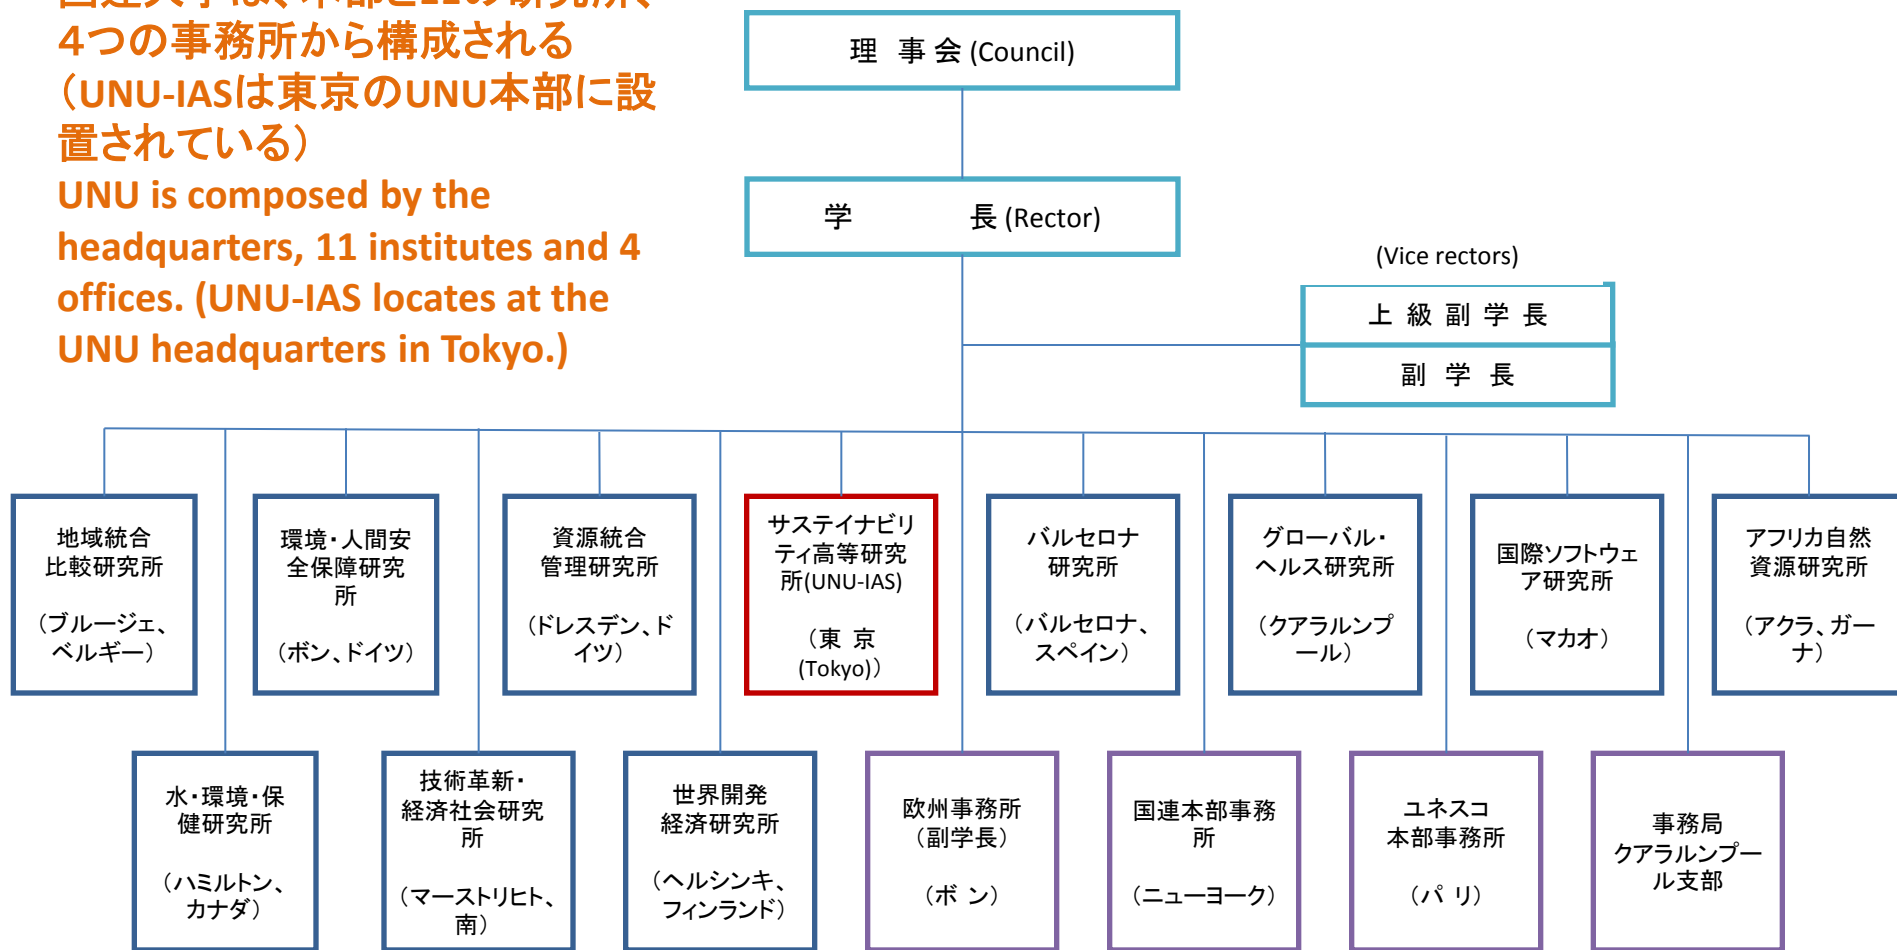 国連大学は、本部と11の研究所、
４つの事務所から構成される
（UNU-IASは東京のUNU本部に設
置されている）
UNU is composed by the
headquarters, 11 institutes and 4
offices. (UNU-IAS locates at the
UNU headquarters in Tokyo.)
理 事 会 (Council)
学 長 (Rector)
(Vice rectors)
上 級 副 学 長
副 学 長
地域統合
比較研究所
（ブルージェ、
ベルギー）
環境・人間安
全保障研究
所
（ボン、ドイツ）
資源統合
管理研究所
（ドレスデン、ド
イツ）
サステイナビリ
ティ高等研究
所(UNU-IAS)
（東 京
(Tokyo)）
バルセロナ
研究所
（バルセロナ、
スペイン）
グローバル・
ヘルス研究所
（クアラルンプ
ール）
国際ソフトウェ
ア研究所
（マカオ）
アフリカ自然
資源研究所
（アクラ、ガー
ナ）
水・環境・保
健研究所
（ハミルトン、
カナダ）
技術革新・
経済社会研究
所
（マーストリヒト、
南）
世界開発
経済研究所
（ヘルシンキ、
フィンランド）
欧州事務所
（副学長）
（ボ ン）
国連本部事務
所
（ニューヨーク）
ユネスコ
本部事務所
（パ リ）
事務局
クアラルンプー
ル支部